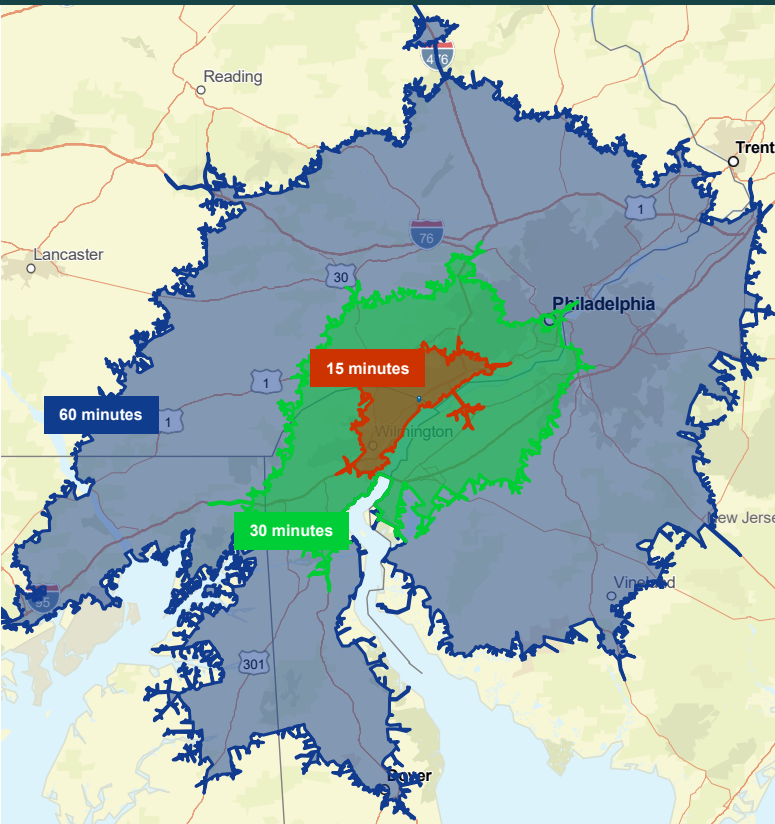 476
Reading
Trent
1
76
Lancaster
30
Philadelphia
15 minutes
1
60 minutes
1
Wilmington
New Jerse
30 minutes
Vineland
95
301
Dover